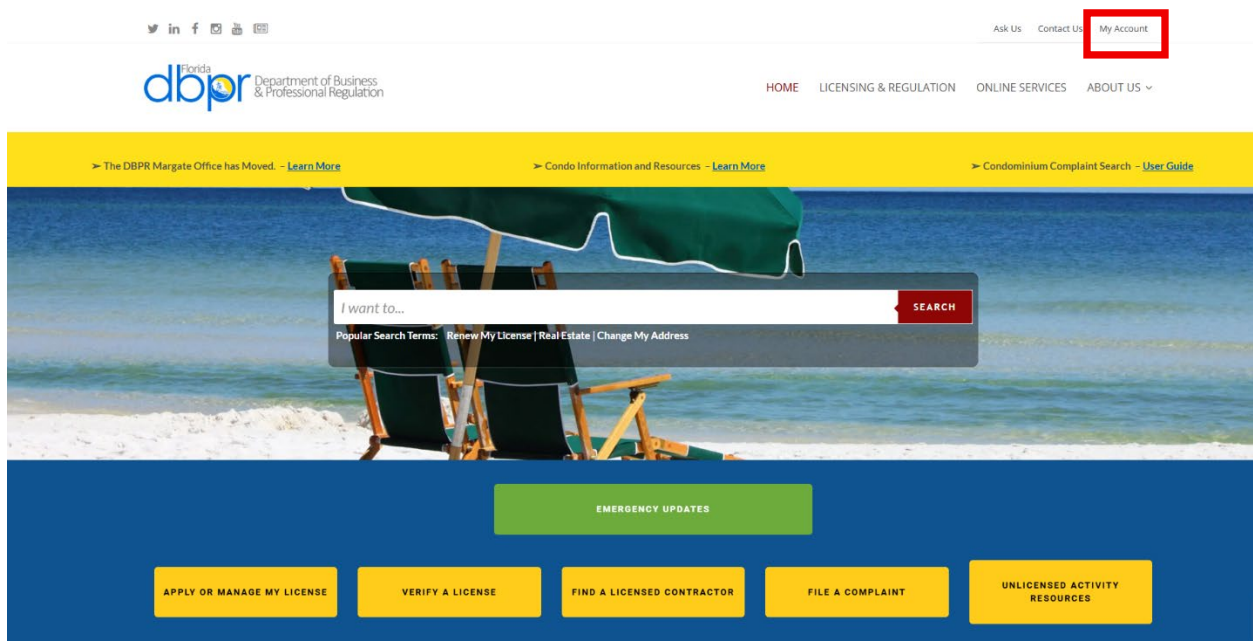 Ask Us Contact Us My Account
Florida
dbpr Department of Business
& Professional Regulation
HOME LICENSING & REGULATION ONLINE SERVICES ABOUT US
➢ The DBPR Margate Office has Moved. – Learn More ➢ Condo Information and Resources – Learn More ➢ Condominium Complaint Search – User Guide
I want to... SEARCH
Popular Search Terms: Renew My License | Real Estate | Change My Address
EMERGENCY UPDATES
APPLY OR MANAGE MY LICENSE VERIFY A LICENSE FIND A LICENSED CONTRACTOR FILE A COMPLAINT UNLICENSED ACTIVITY
RESOURCES